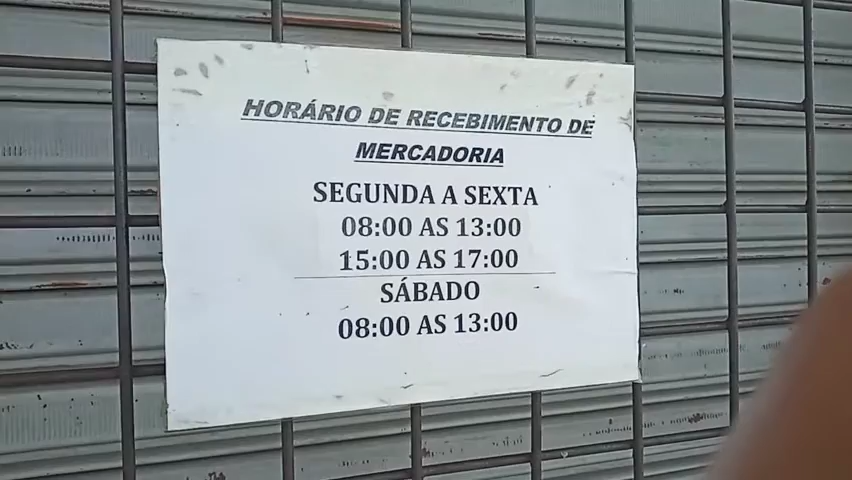 HORÁRIO DE RECEBIMENTO DE
MERCADORIA
SEGUNDA A SEXTA
08:00 AS 13:00
15:00 AS 17:00
SÁBADO
08:00 AS 13:00